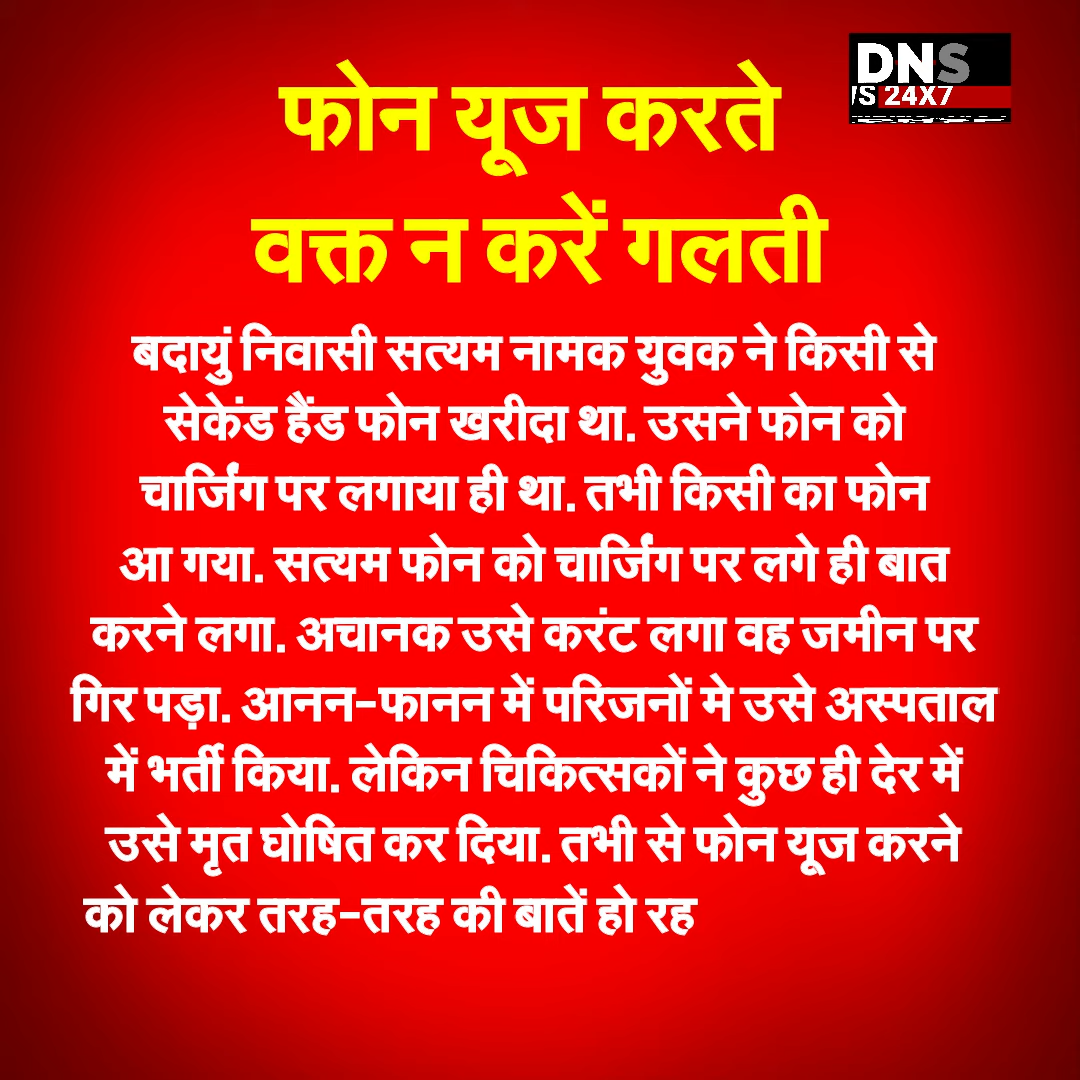 DNS
S 24X7
फोन यूज करते
वक्त न करें गलती
बदायुं निवासी सत्यम नामक युवक ने किसी से
सेकेंड हैंड फोन खरीदा था. उसने फोन को
चार्जिंग पर लगाया ही था. तभी किसी का फोन
आ गया. सत्यम फोन को चार्जिंग पर लगे ही बात
करने लगा. अचानक उसे करंट लगा वह जमीन पर
गिर पड़ा. आनन-फानन में परिजनों मे उसे अस्पताल
में भर्ती किया. लेकिन चिकित्सकों ने कुछ ही देर में
उसे मृत घोषित कर दिया. तभी से फोन यूज करने
को लेकर तरह-तरह की बातें हो रह